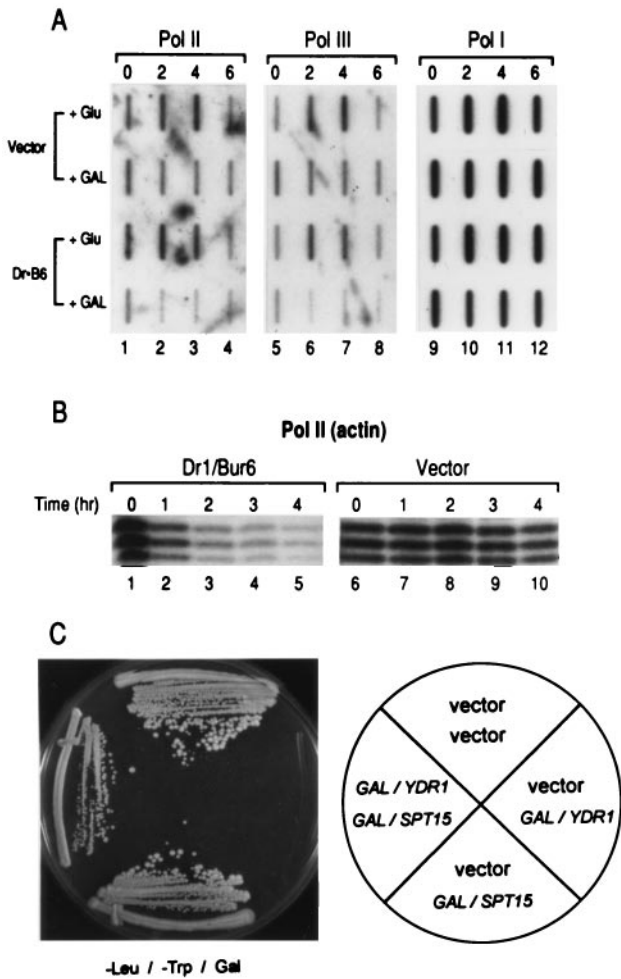 A
Pol II Pol III Pol I
0 2 4 6 0 2 4 6 0 2 4 6
Vector
+ Glu
+ GAL
Dr•B6
+ Glu
+ GAL
1 2 3 4 5 6 7 8 9 10 11 12
B
Pol II (actin)
Dr1/Bur6 Vector
Time (hr) 0 1 2 3 4 0 1 2 3 4
1 2 3 4 5 6 7 8 9 10
C
vector
vector
GAL / YDR1
GAL / SPT15
vector
GAL / YDR1
vector
GAL / SPT15
-Leu / -Trp / Gal